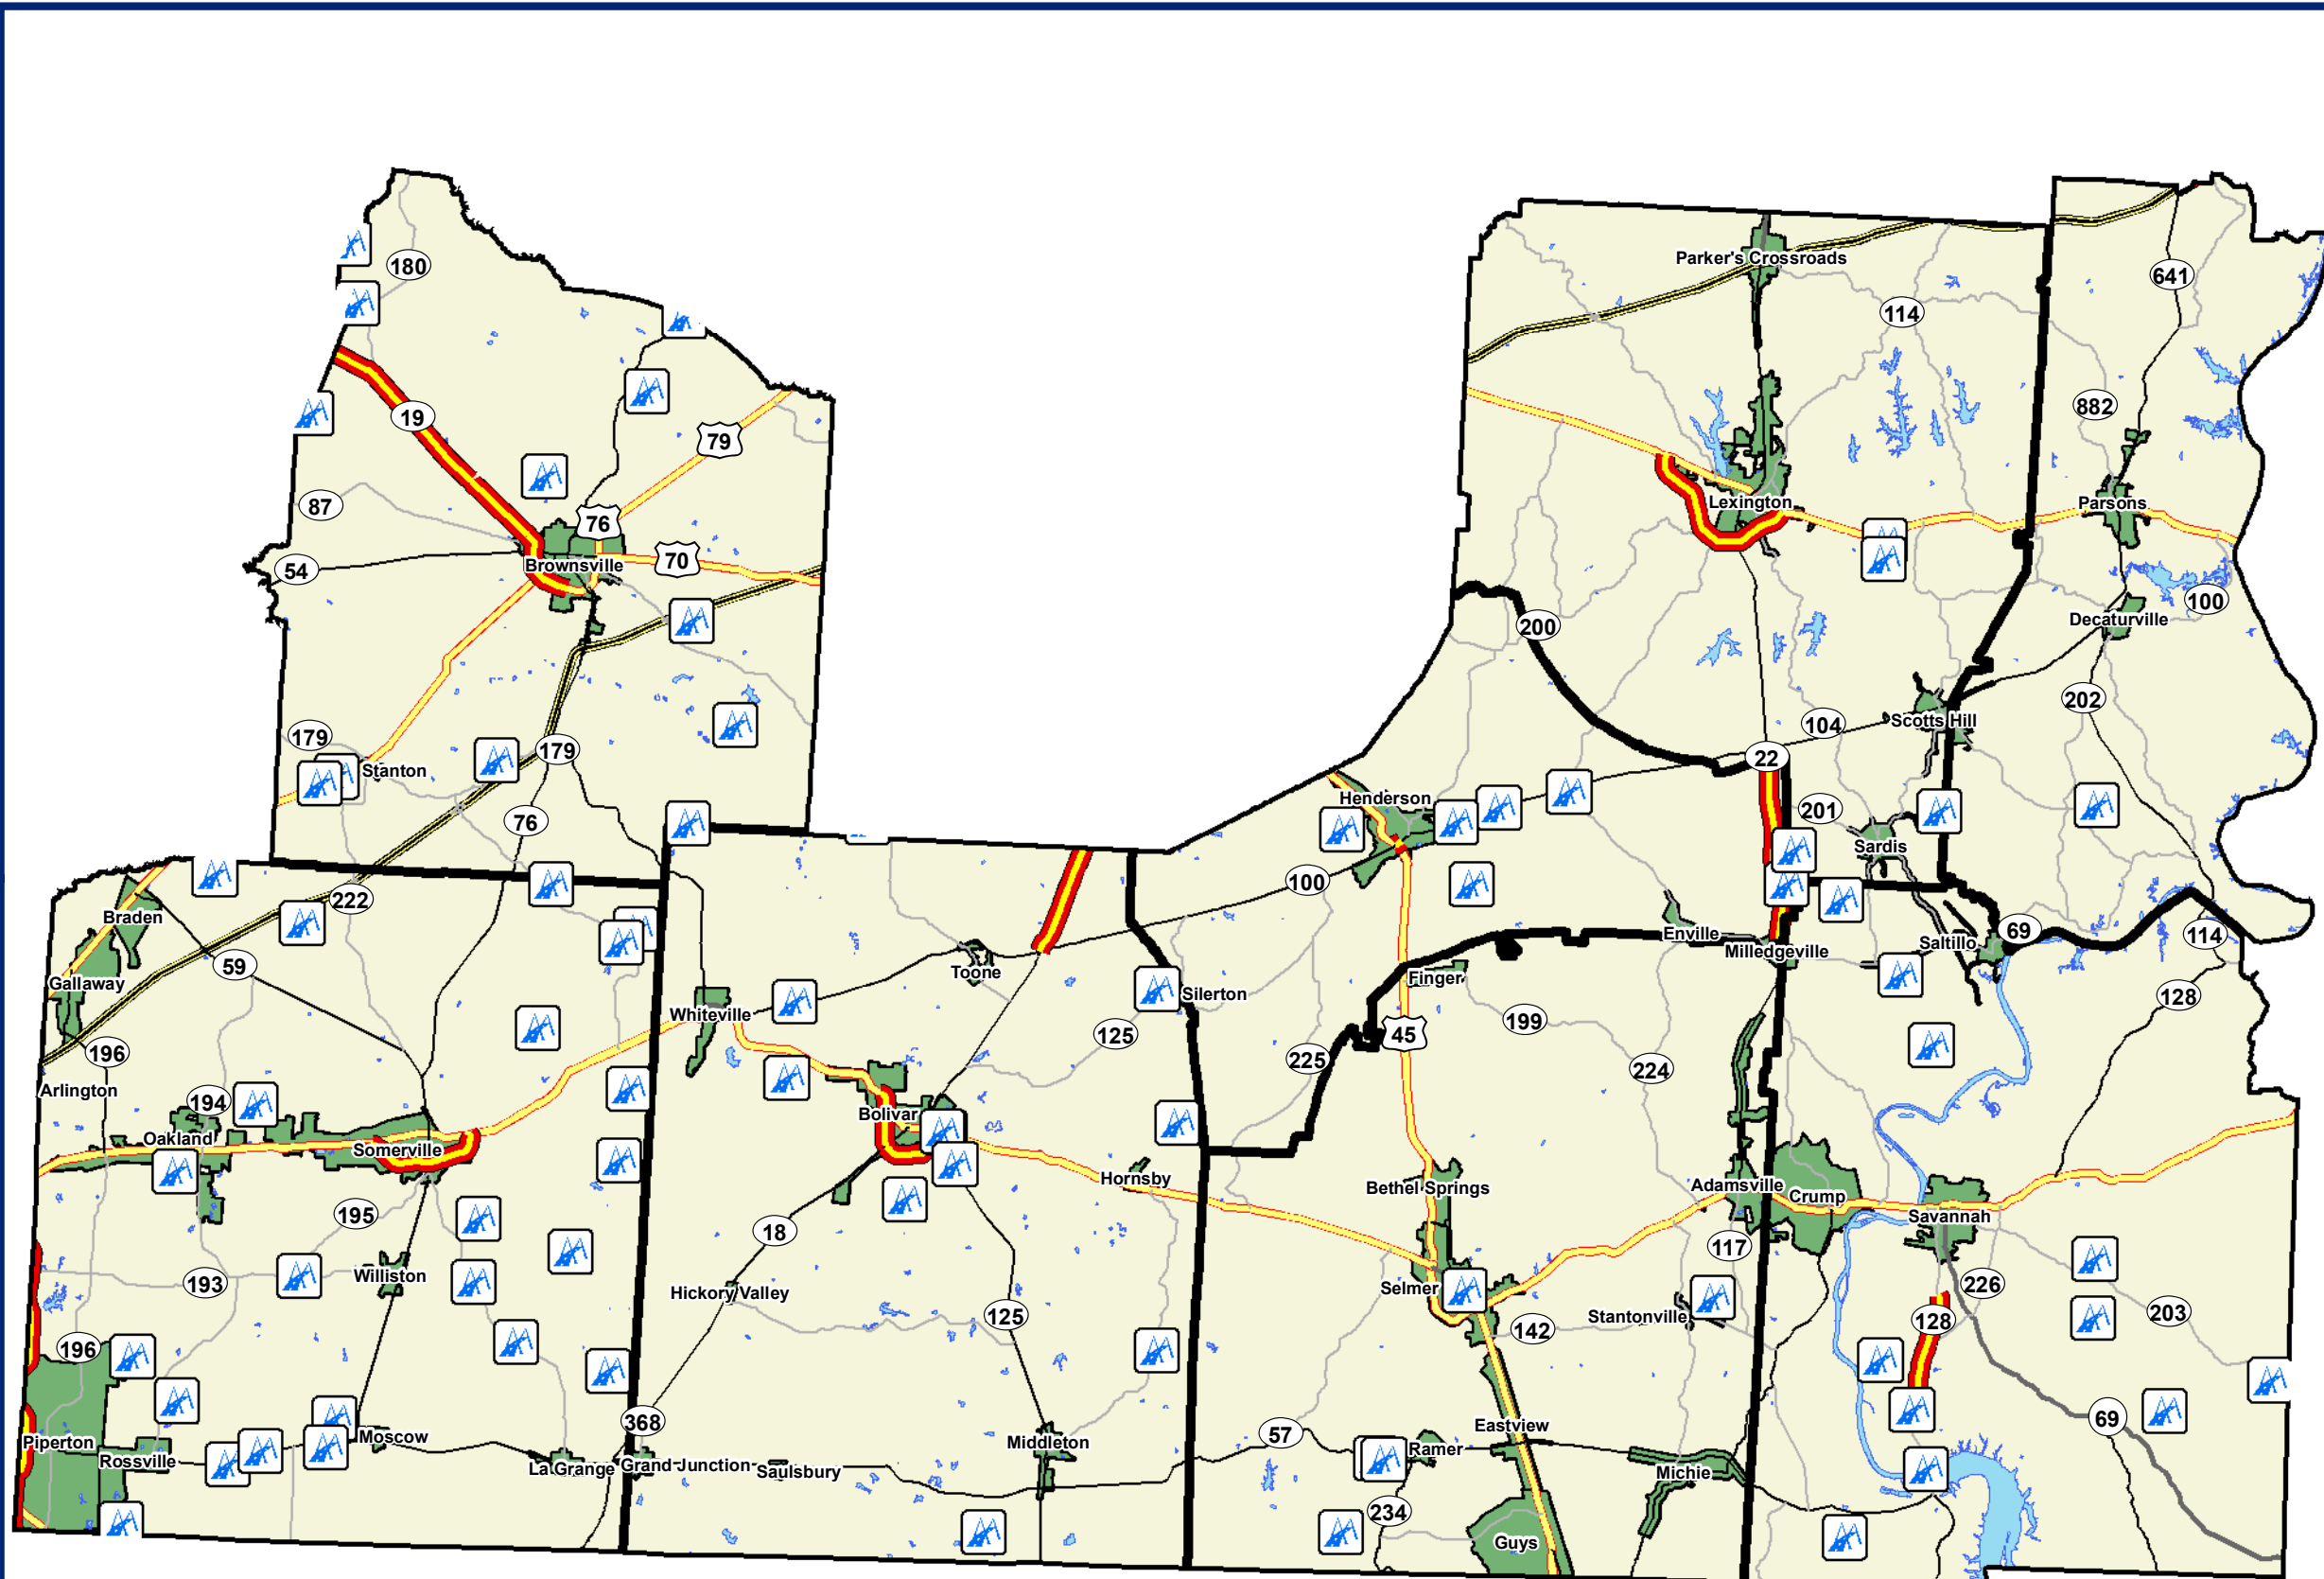 180
641
Parker's Crossroads
114
882
19
79
87
76
Lexington
Parsons
70
Brownsville
54
100
Decaturville
200
202
179
104
Scotts Hill
179
22
Stanton
Henderson
76
201
Sardis
100
222
Braden
69
Enville
114
Saltillo
Milledgeville
59
Toone
Finger
Gallaway
Silerton
128
Whiteville
199
125
45
196
225
224
Arlington
194
Bolivar
Oakland
Somerville
Hornsby
Bethel Springs
Adamsville
Crump
195
Savannah
18
117
Williston
193
226
Hickory Valley
Selmer
203
125
Stantonville
128
142
196
368
69
Eastview
57
Moscow
Piperton
Middleton
Ramer
Rossville
La Grange
Grand Junction
Saulsbury
Michie
234
Guys